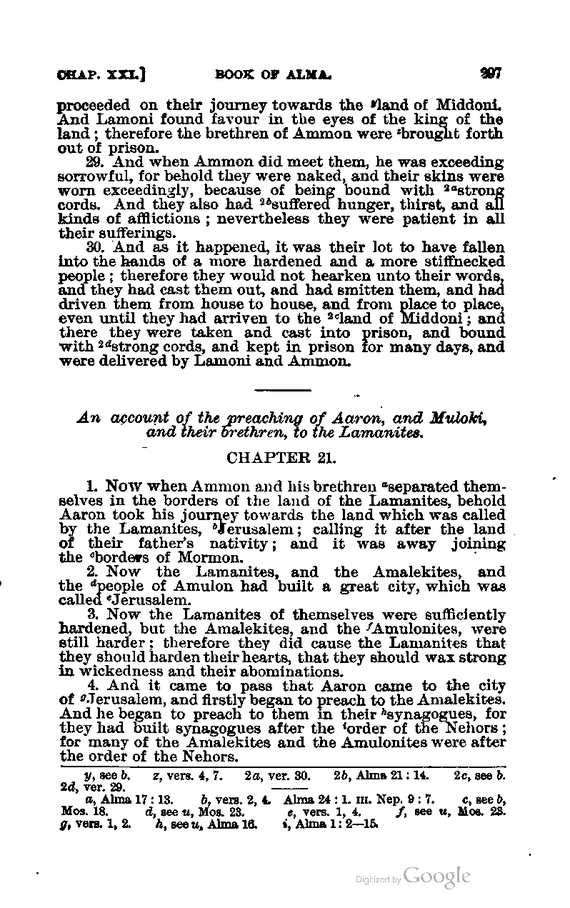 CHAP. XXI.] BOOK OF ALMA. 297
proceeded on their journey towards the ʸland of Middoni.
And Lamoni found favour in the eyes of the king of the
land ; therefore the brethren of Ammon were ᶻbrought forth
out of prison.
29. And when Ammon did meet them, he was exceeding
sorrowful, for behold they were naked, and their skins were
worn exceedingly, because of being bound with ²ᵃstrong
cords. And they also had ²ᵇsuffered hunger, thirst, and all
kinds of afflictions ; nevertheless they were patient in all
their sufferings.
30. And as it happened, it was their lot to have fallen
into the hands of a more hardened and a more stiffnecked
people ; therefore they would not hearken unto their words,
and they had cast them out, and had smitten them, and had
driven them from house to house, and from place to place,
even until they had arriven to the ²ᶜland of Middoni ; and
there they were taken and cast into prison, and bound
with ²ᵈstrong cords, and kept in prison for many days, and
were delivered by Lamoni and Ammon.
An account of the preaching of Aaron, and Muloki,
and their brethren, to the Lamanites.
CHAPTER 21.
1. Now when Ammon and his brethren ᵃseparated them-
selves in the borders of the land of the Lamanites, behold
Aaron took his journey towards the land which was called
by the Lamanites, ᵇJerusalem ; calling it after the land
of their father's nativity ; and it was away joining
the ᶜborders of Mormon.
2. Now the Lamanites, and the Amalekites, and
the ᵈpeople of Amulon had built a great city, which was
called ᵉJerusalem.
3. Now the Lamanites of themselves were sufficiently
hardened, but the Amalekites, and the ᶠAmulonites, were
still harder ; therefore they did cause the Lamanites that
they should harden their hearts, that they should wax strong
in wickedness and their abominations.
4. And it came to pass that Aaron came to the city
of ᵍJerusalem, and firstly began to preach to the Amalekites.
And he began to preach to them in their ʰsynagogues, for
they had built synagogues after the ⁱorder of the Nehors ;
for many of the Amalekites and the Amulonites were after
the order of the Nehors.
y, see b. z, vers. 4, 7. 2a, ver. 30. 2b, Alma 21 : 14. 2c, see b.
2d, ver. 29.
a, Alma 17 : 13. b, vers. 2, 4. Alma 24 : 1. III. Nep. 9 : 7. c, see b,
Mos. 18. d, see u, Mos. 23. e, vers. 1, 4. f, see u, Mos. 23.
g, vers. 1, 2. h, see u, Alma 16. i, Alma 1 : 2—15.
Digitized by Google